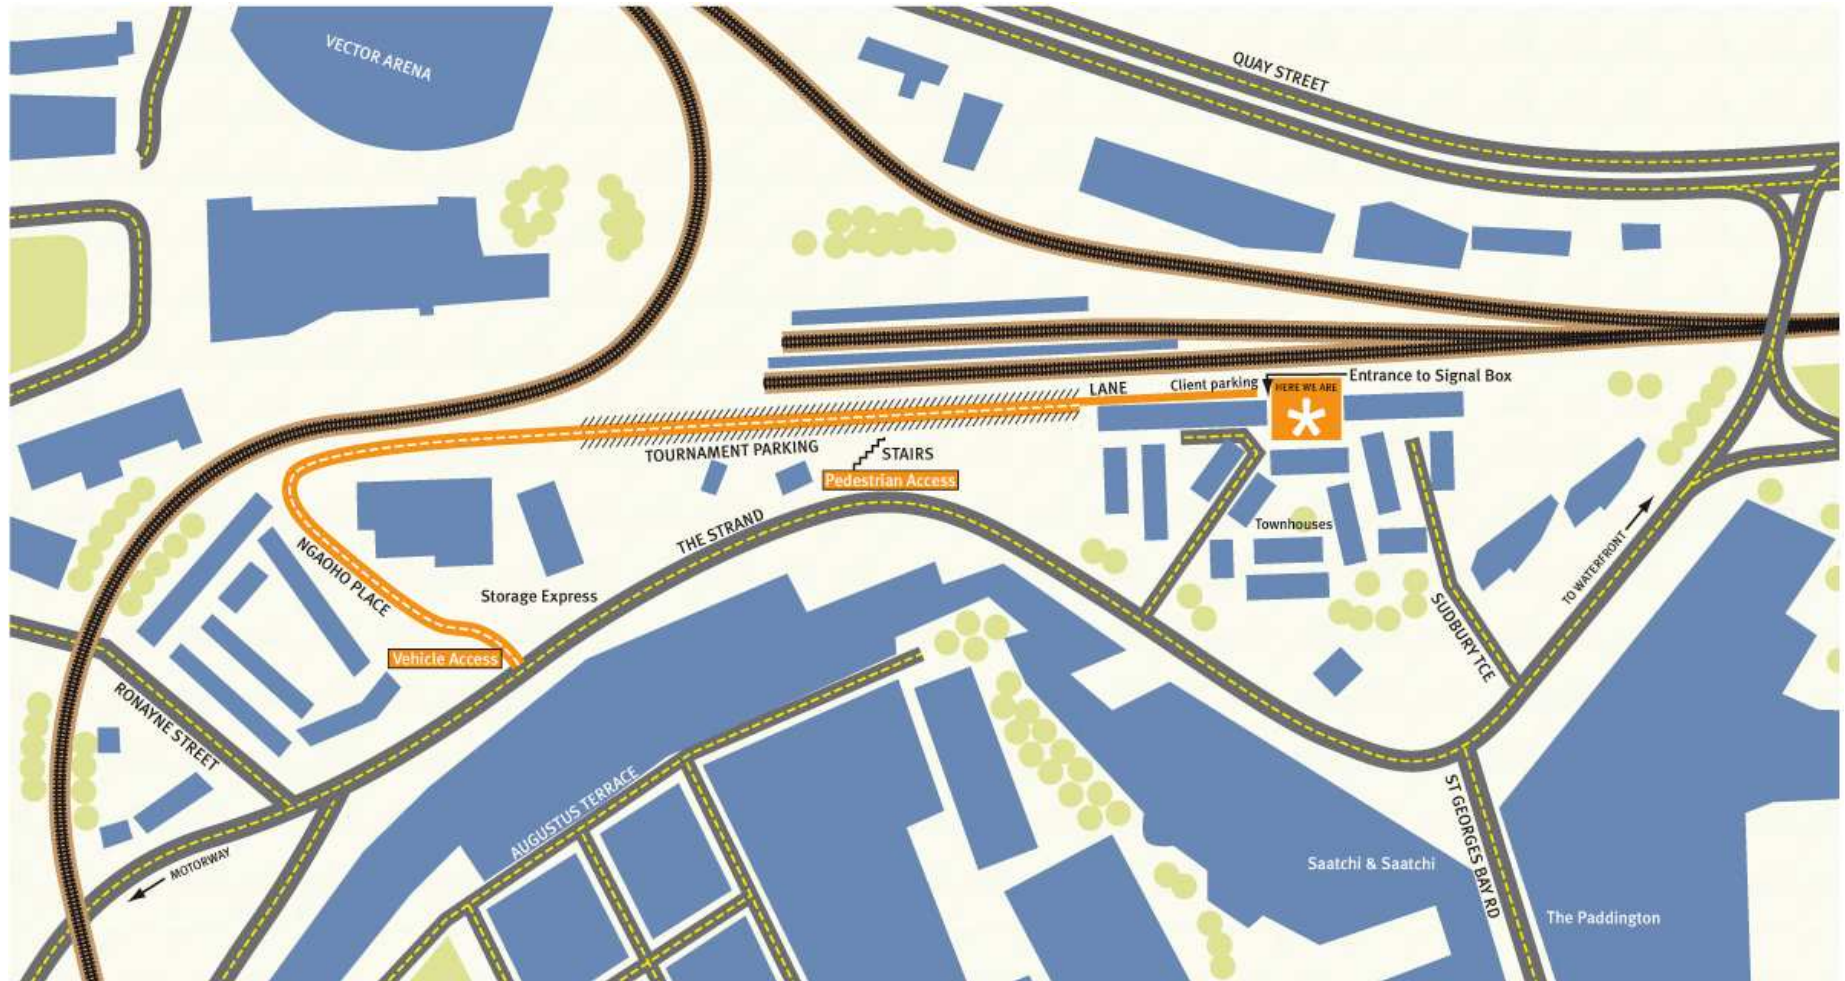 VECTOR ARENA
QUAY STREET
Entrance to Signal Box
Client parking
LANE
HERE WE ARE
TOURNAMENT PARKING
STAIRS
Pedestrian Access
THE STRAND
Townhouses
NGAOHO PLACE
Storage Express
TO WATERFRONT
SUDBURY TCE
Vehicle Access
RONAYNE STREET
AUGUSTUS TERRACE
MOTORWAY
ST GEORGES BAY RD
Saatchi & Saatchi
The Paddington